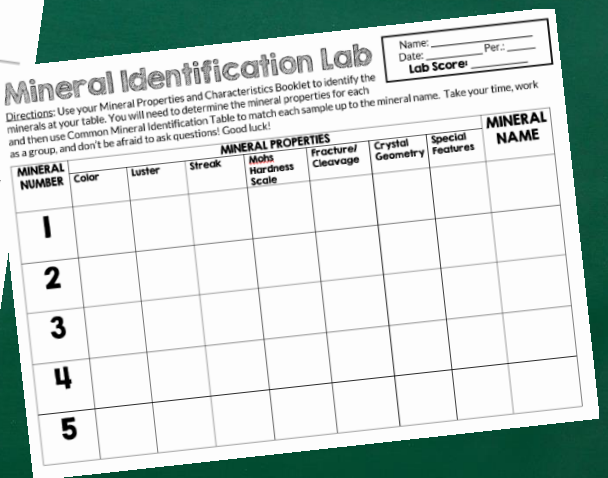 Mineral Identification Lab
Name: ____________
Date: ________ Per.: _____
Lab Score: ________
Directions: Use your Mineral Properties and Characteristics Booklet to identify the
minerals at your table. You will need to determine the mineral properties for each
and then use Common Mineral Identification Table to match each sample up to the mineral name. Take your time, work
as a group, and don't be afraid to ask questions! Good luck!
MINERAL NUMBER
MINERAL PROPERTIES
MINERAL NAME
Color
Luster
Streak
Mohs Hardness Scale
Fracture/ Cleavage
Crystal Geometry
Special Features
1
2
3
4
5